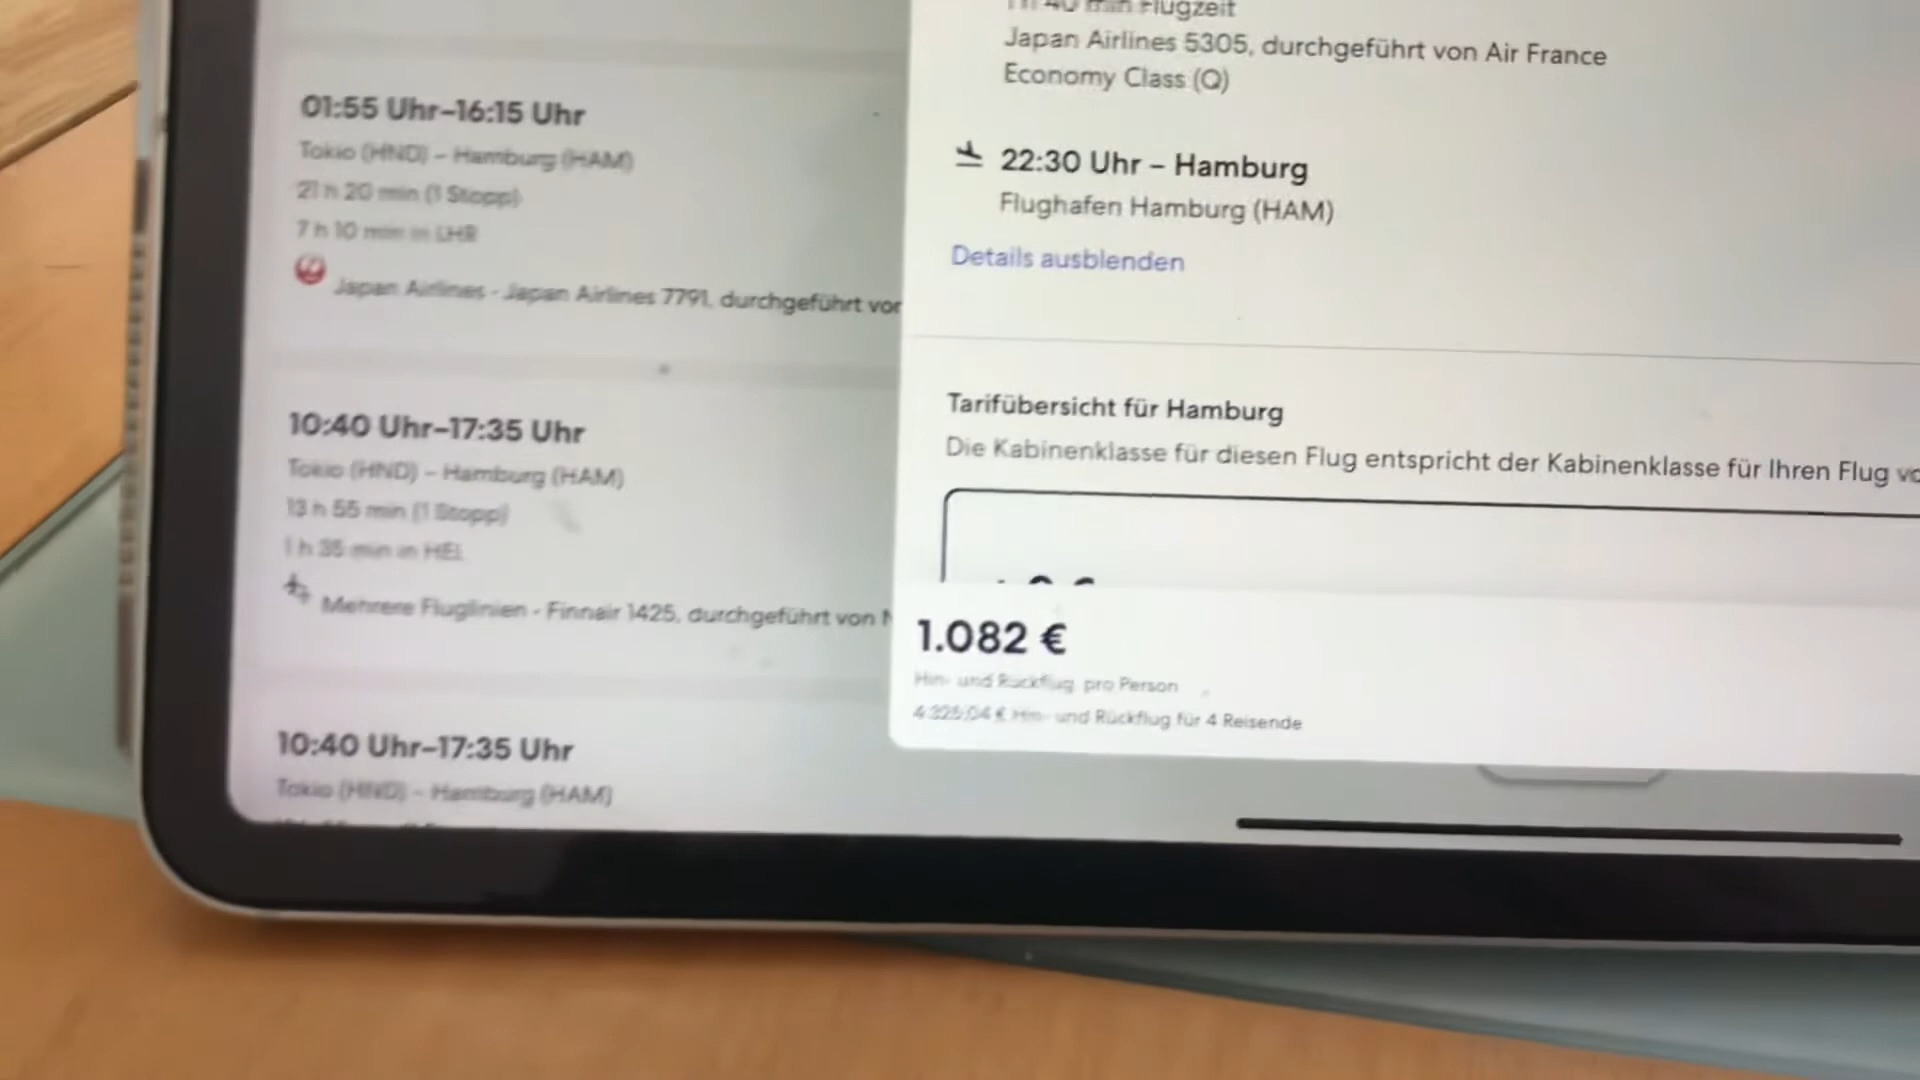 01:55 Uhr–16:15 Uhr
Tokio (HND) – Hamburg (HAM)
21 h 20 min (1 Stopp)
7 h 10 min in LHR
Japan Airlines - Japan Airlines 7791, durchgeführt von
10:40 Uhr–17:35 Uhr
Tokio (HND) – Hamburg (HAM)
13 h 55 min (1 Stopp)
1 h 35 min in HEL
Mehrere Fluglinien - Finnair 1425, durchgeführt von N
10:40 Uhr–17:35 Uhr
Tokio (HND) – Hamburg (HAM)
1 h 40 min Flugzeit
Japan Airlines 5305, durchgeführt von Air France
Economy Class (Q)
22:30 Uhr – Hamburg
Flughafen Hamburg (HAM)
Details ausblenden
Tarifübersicht für Hamburg
Die Kabinenklasse für diesen Flug entspricht der Kabinenklasse für Ihren Flug vo
1.082 €
Hin- und Rückflug pro Person
Hin- und Rückflug für 4 Reisende